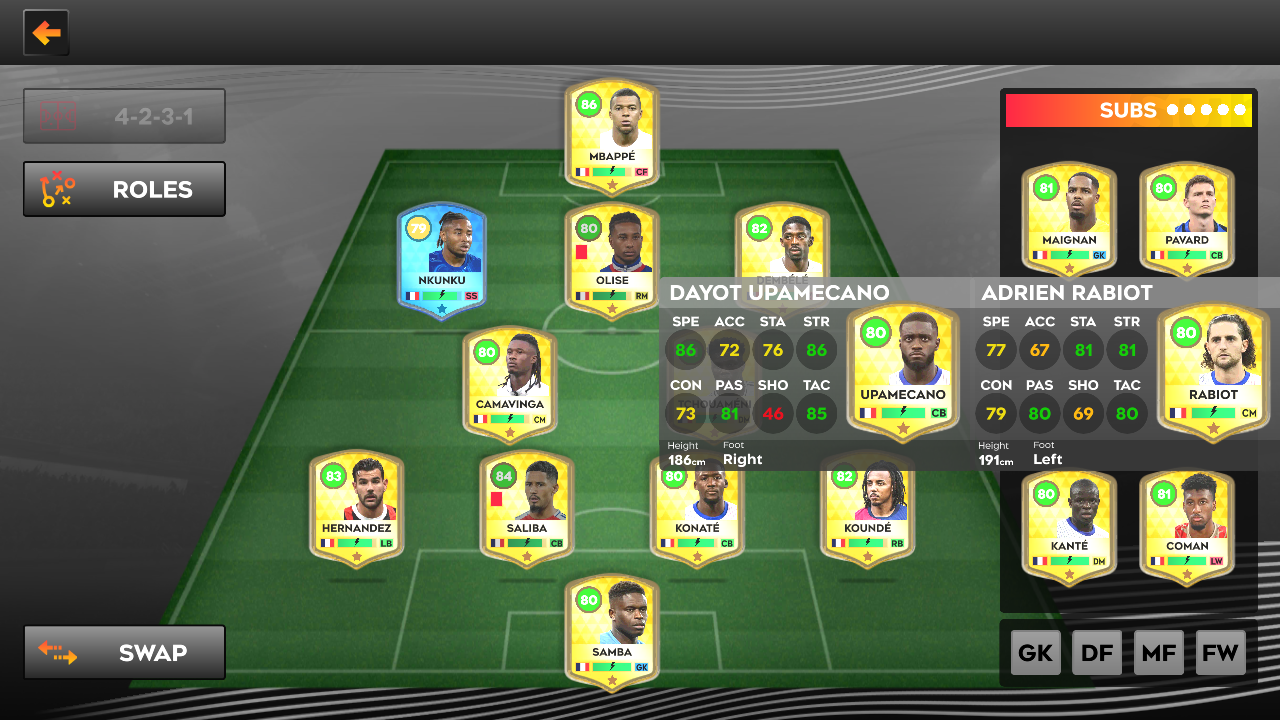 4-2-3-1
ROLES
SUBS
86
MBAPPÉ
CF
81
MAIGNAN
GK
80
PAVARD
CB
79
NKUNKU
SS
80
OLISE
RM
82
DEMBÉLÉ
DAYOT UPAMECANO
SPE ACC STA STR
86 72 76 86
CON PAS SHO TAC
73 81 46 85
Height Foot
186cm Right
80
UPAMECANO
CB
ADRIEN RABIOT
SPE ACC STA STR
77 67 81 81
CON PAS SHO TAC
79 80 69 80
Height Foot
191cm Left
80
RABIOT
CM
80
CAMAVINGA
CM
TCHOUAMENI
83
HERNANDEZ
LB
84
SALIBA
CB
80
KONATÉ
CB
82
KOUNDÉ
RB
80
KANTÉ
DM
81
COMAN
LW
80
SAMBA
GK
SWAP
GK DF MF FW